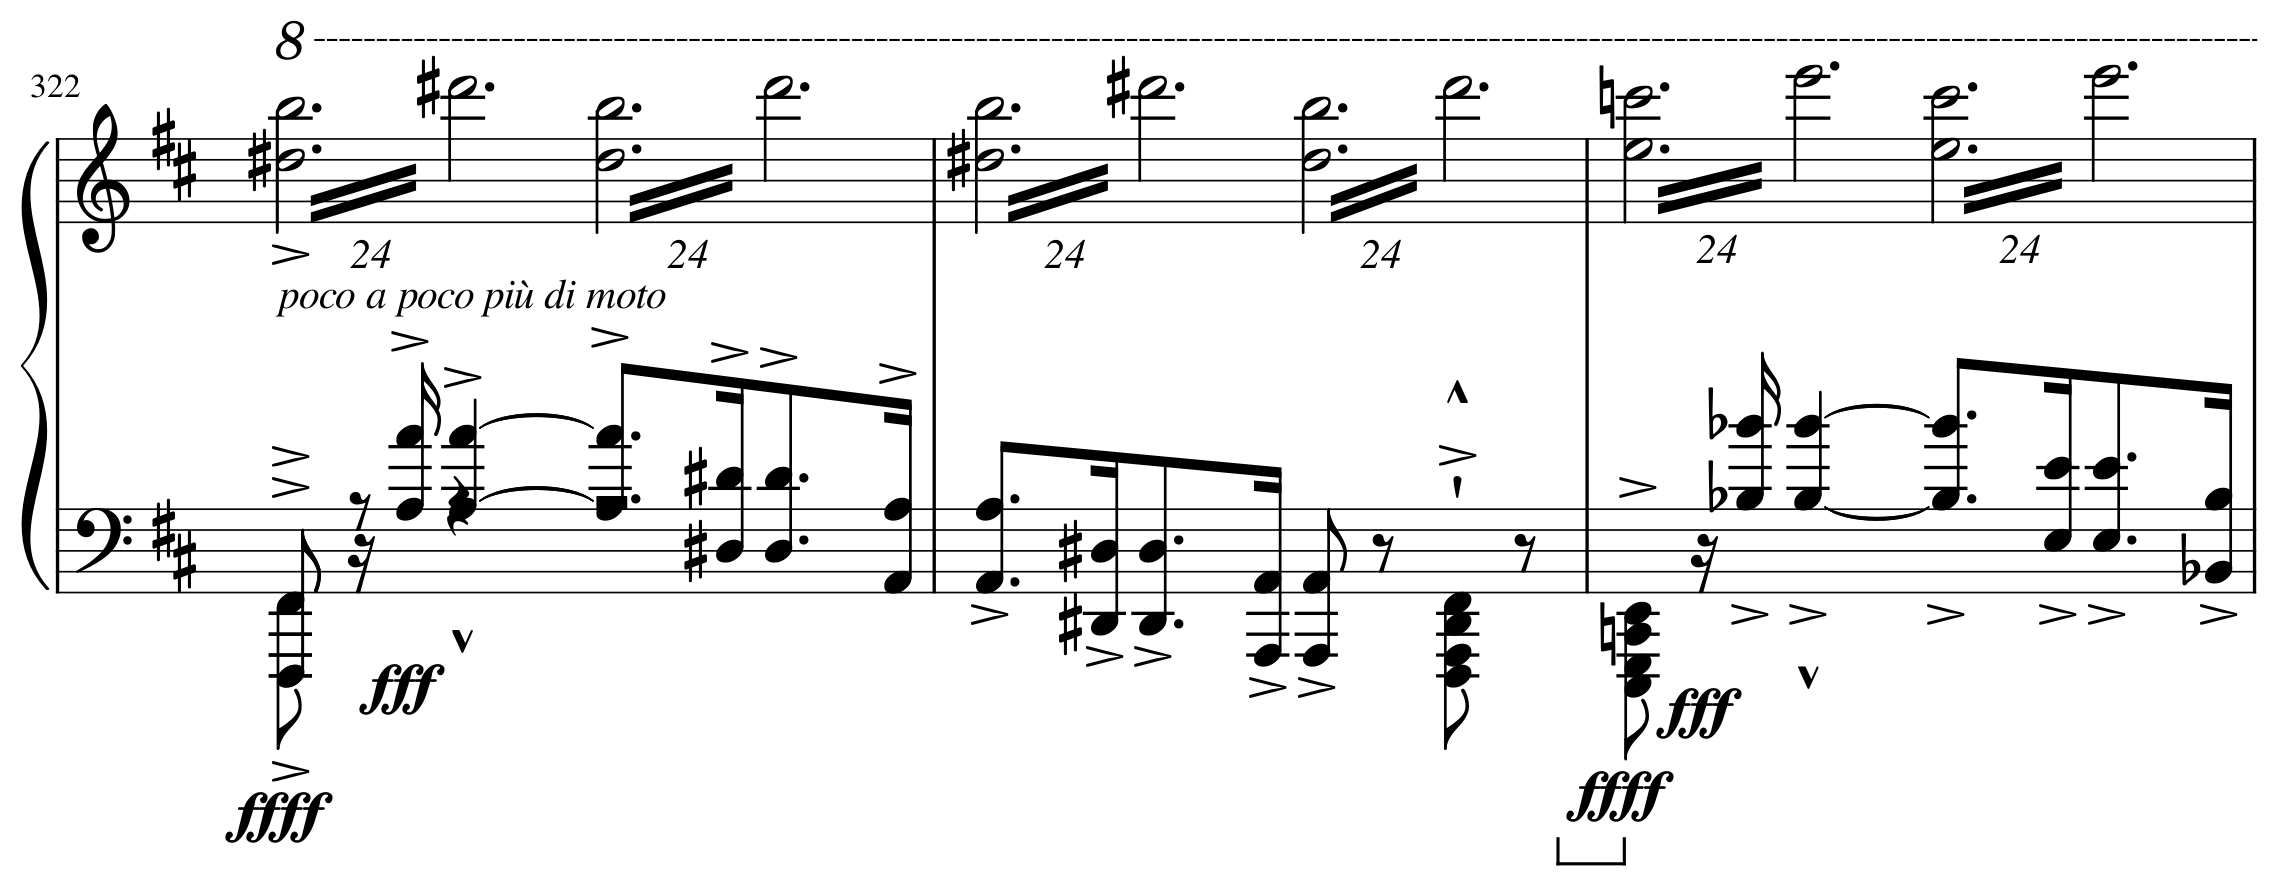 8
322
24 24 24 24 24 24
poco a poco più di moto
fff fff
ffff ffff